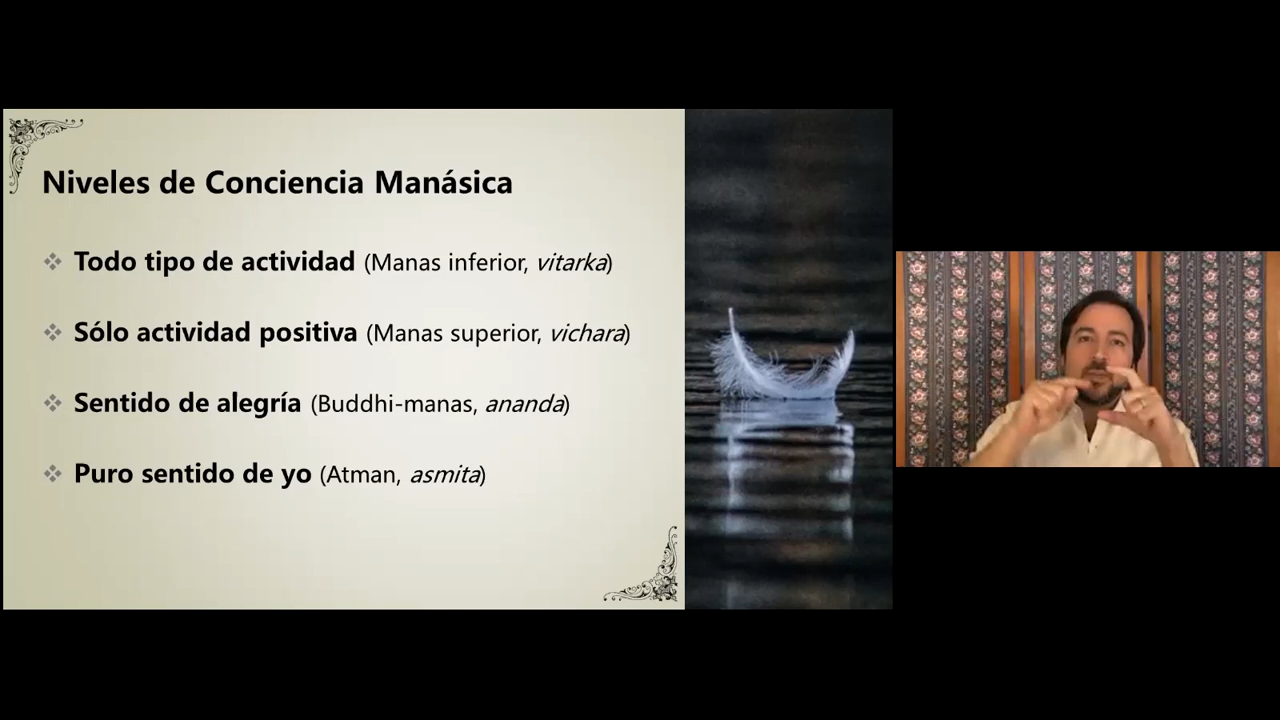 Niveles de Conciencia Manásica
Todo tipo de actividad (Manas inferior, vitarka)
Sólo actividad positiva (Manas superior, vichara)
Sentido de alegría (Buddhi-manas, ananda)
Puro sentido de yo (Atman, asmita)